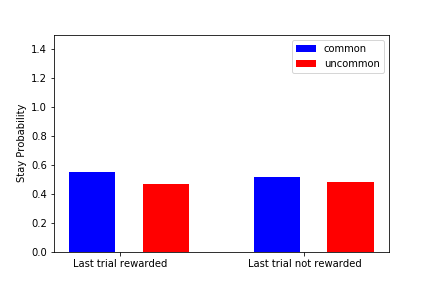 1.4
1.2
1.0
0.8
0.6
0.4
0.2
0.0
Stay Probability
common
uncommon
Last trial rewarded
Last trial not rewarded